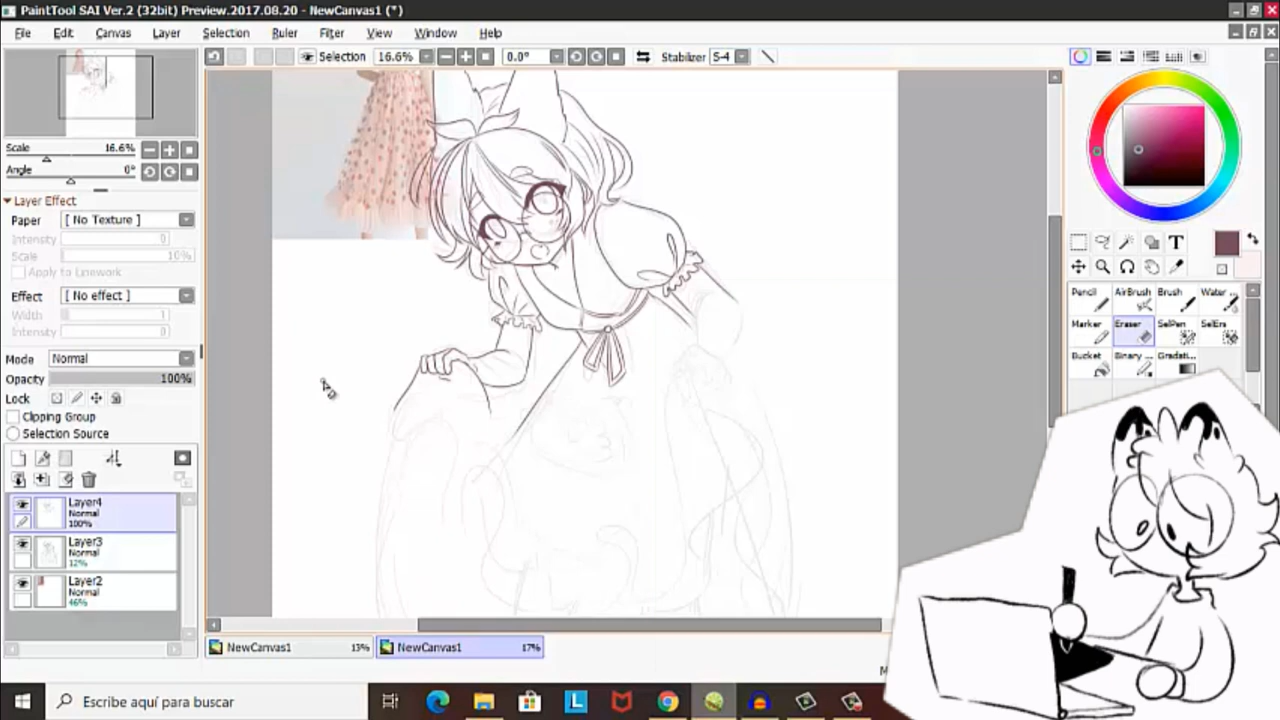 PaintTool SAI Ver.2 (32bit) Preview.2017.08.20 - NewCanvas1 (*)
File Edit Canvas Layer Selection Ruler Filter View Window Help
Selection 16.6% 0.0° Stabilizer S-4
Scale 16.6%
Angle 0°
Layer Effect
Paper [ No Texture ]
Intensity 0
Scale 10%
Apply to Linework
Effect [ No effect ]
Width 1
Intensity 0
Mode Normal
Opacity 100%
Lock
Clipping Group
Selection Source
Layer4
Normal
100%
Layer3
Normal
12%
Layer2
Normal
46%
T
Pencil AirBrush Brush Water ..
Marker Eraser SelPen SelErs
Bucket Binary .. Gradati..
NewCanvas1 13% NewCanvas1 17%
Escribe aquí para buscar
L